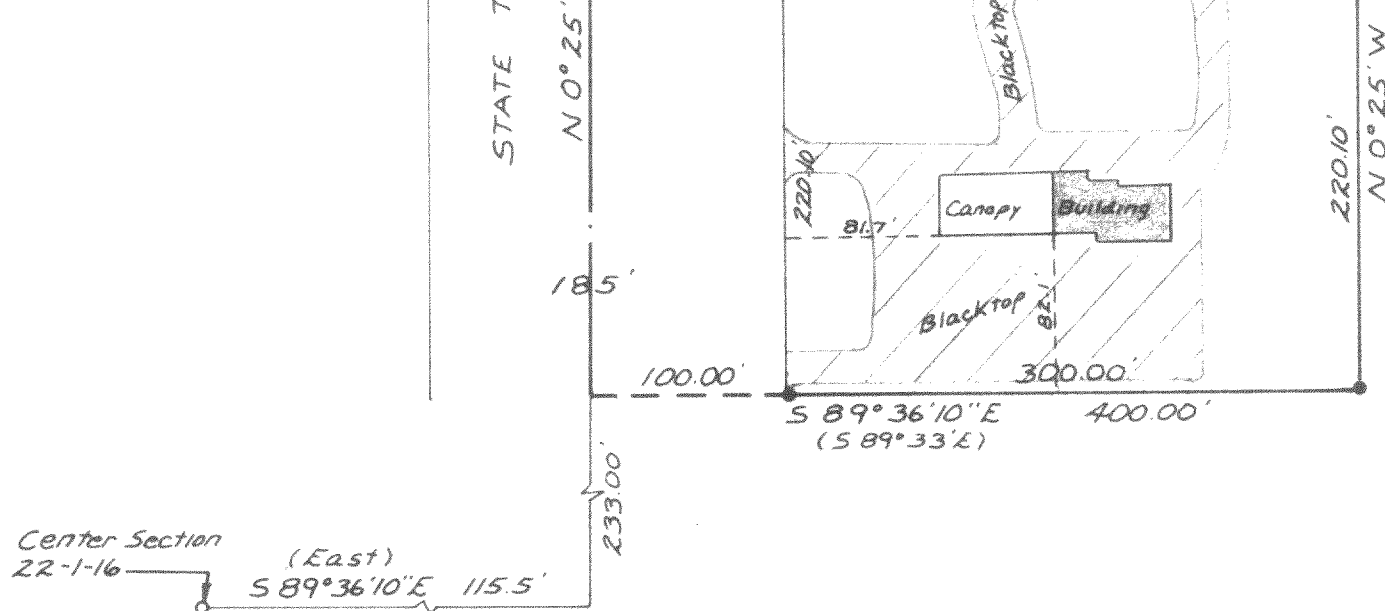 STATE T
N 0° 25'
Blacktop
N 0° 25' W
220.10'
220.10'
Canopy
Building
81.7'
185'
Blacktop
82.1'
100.00'
300.00'
S 89° 36' 10" E
400.00'
(S 89° 33' E)
233.00'
Center Section
22-1-16
(East)
S 89° 36' 10" E 115.5'